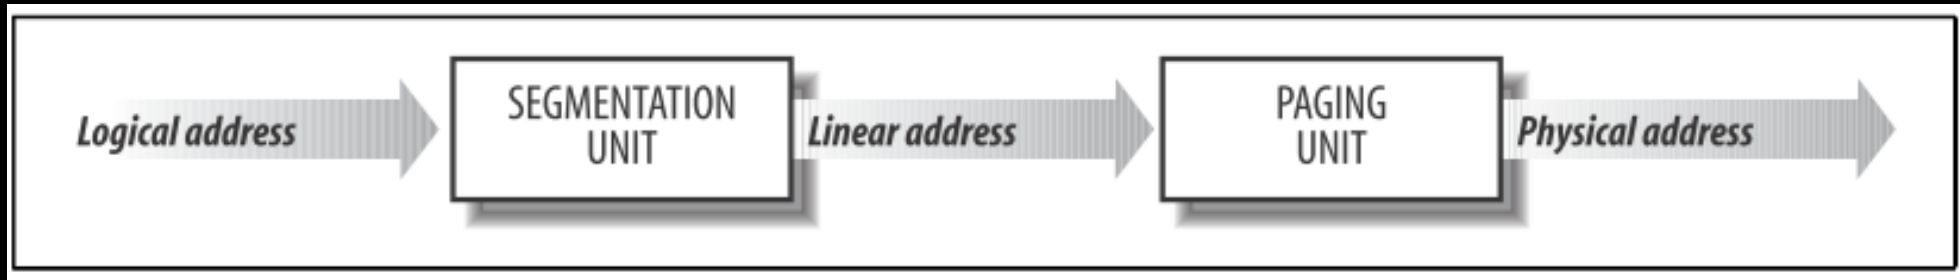 Logical address
SEGMENTATION
UNIT
Linear address
PAGING
UNIT
Physical address